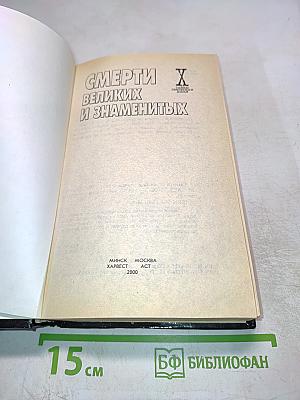 СМЕРТИ
ВЕЛИКИХ
И ЗНАМЕНИТЫХ
X
МИНСК МОСКВА
ХАРВЕСТ АСТ
2000
15 см
БФ БИБЛИОФАН